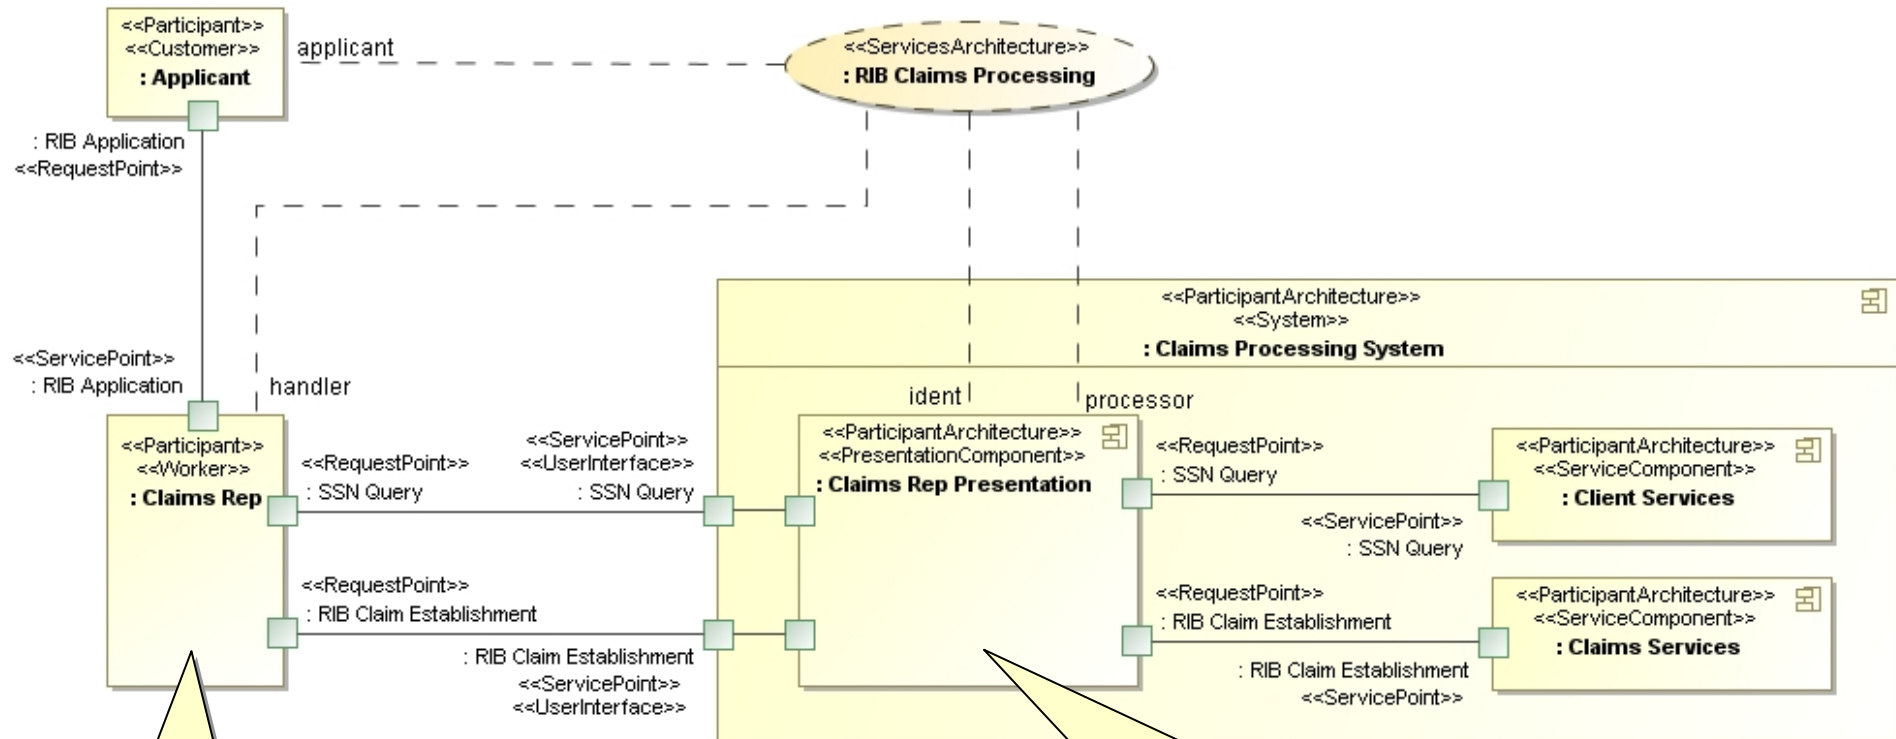 <<Participant>>
<<Customer>>
: Applicant
applicant
<<ServicesArchitecture>>
: RIB Claims Processing
: RIB Application
<<RequestPoint>>
<<ServicePoint>>
: RIB Application
handler
<<ParticipantArchitecture>>
<<System>>
: Claims Processing System
ident
processor
<<Participant>>
<<Worker>>
: Claims Rep
<<RequestPoint>>
: SSN Query
<<ServicePoint>>
<<UserInterface>>
: SSN Query
<<RequestPoint>>
: RIB Claim Establishment
: RIB Claim Establishment
<<ServicePoint>>
<<UserInterface>>
<<ParticipantArchitecture>>
<<PresentationComponent>>
: Claims Rep Presentation
<<RequestPoint>>
: SSN Query
<<ServicePoint>>
: SSN Query
<<RequestPoint>>
: RIB Claim Establishment
: RIB Claim Establishment
<<ServicePoint>>
<<ParticipantArchitecture>>
<<ServiceComponent>>
: Client Services
<<ParticipantArchitecture>>
<<ServiceComponent>>
: Claims Services